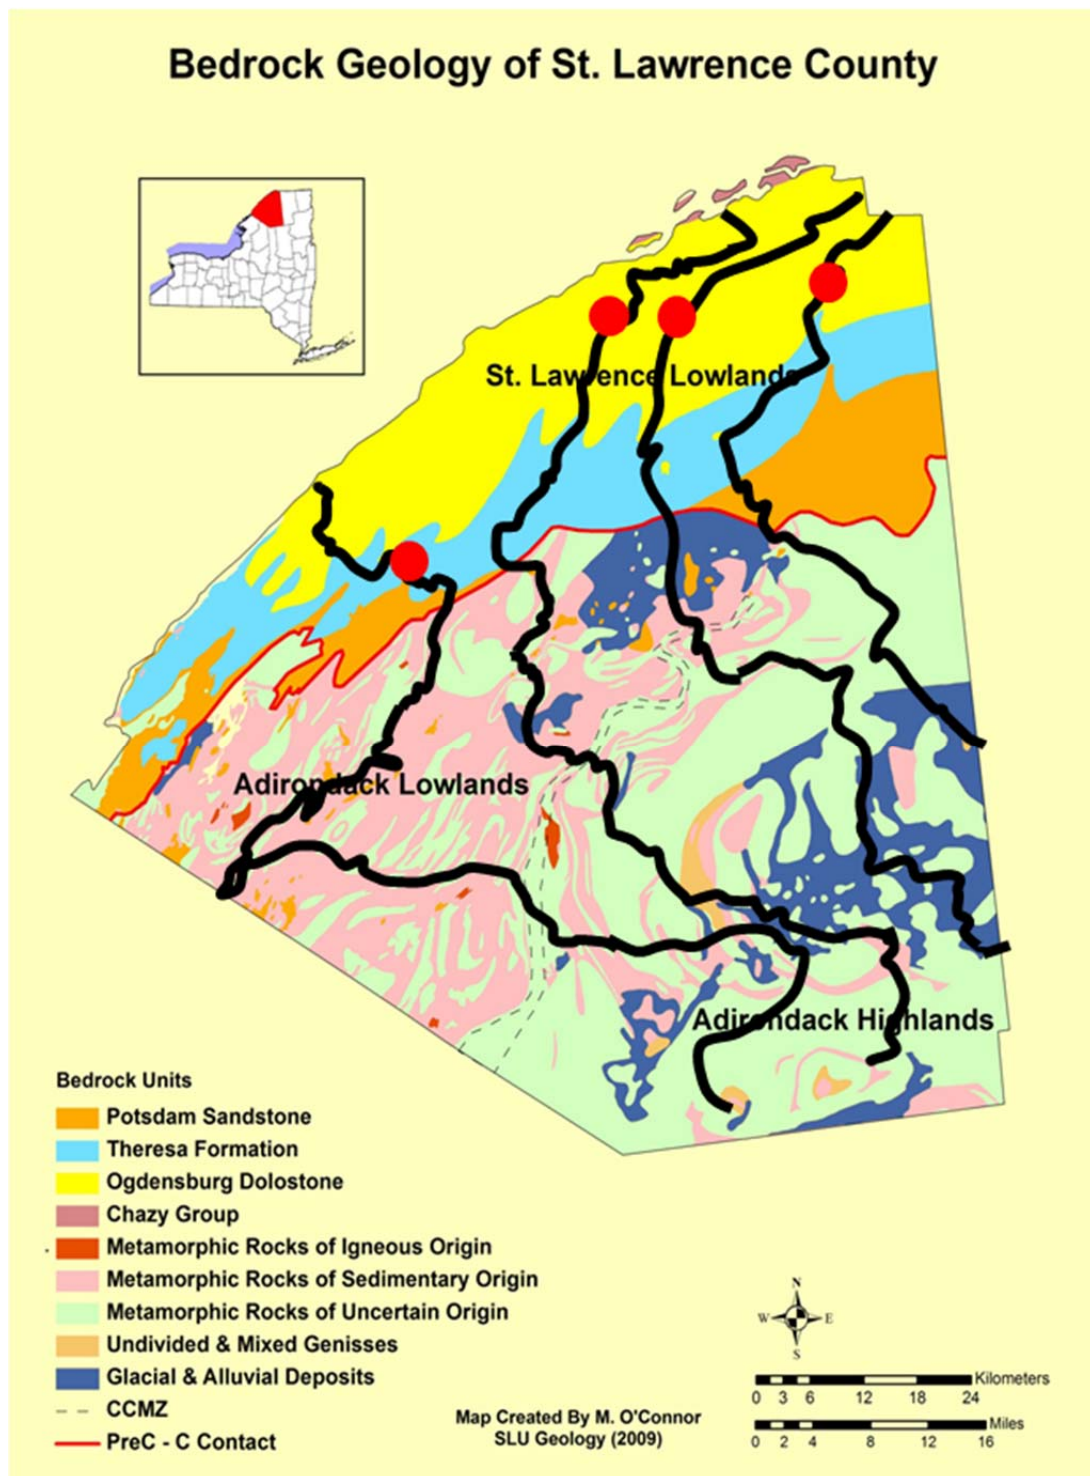 Bedrock Geology of St. Lawrence County
St. Lawrence Lowlands
Adirondack Lowlands
Adirondack Highlands
Bedrock Units
Potsdam Sandstone
Theresa Formation
Ogdensburg Dolostone
Chazy Group
Metamorphic Rocks of Igneous Origin
Metamorphic Rocks of Sedimentary Origin
Metamorphic Rocks of Uncertain Origin
Undivided & Mixed Genisses
Glacial & Alluvial Deposits
CCMZ
PreC - C Contact
Map Created By M. O'Connor
SLU Geology (2009)
N
W E
S
Kilometers
0 3 6 12 18 24
Miles
0 2 4 8 12 16